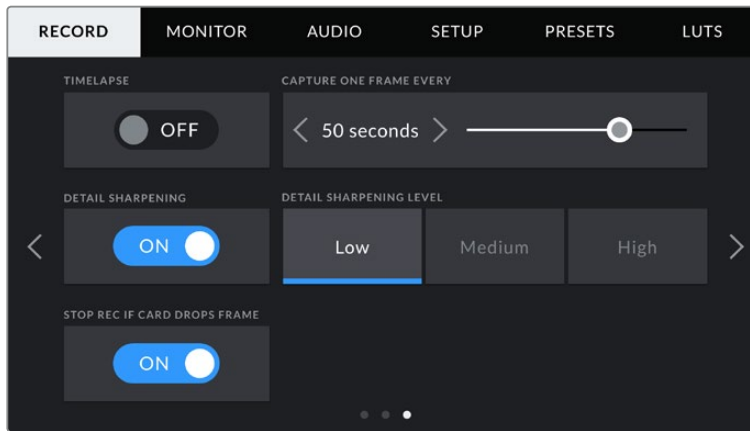 RECORD MONITOR AUDIO SETUP PRESETS LUTS
TIMELAPSE CAPTURE ONE FRAME EVERY
OFF 50 seconds
DETAIL SHARPENING DETAIL SHARPENING LEVEL
ON Low Medium High
STOP REC IF CARD DROPS FRAME
ON